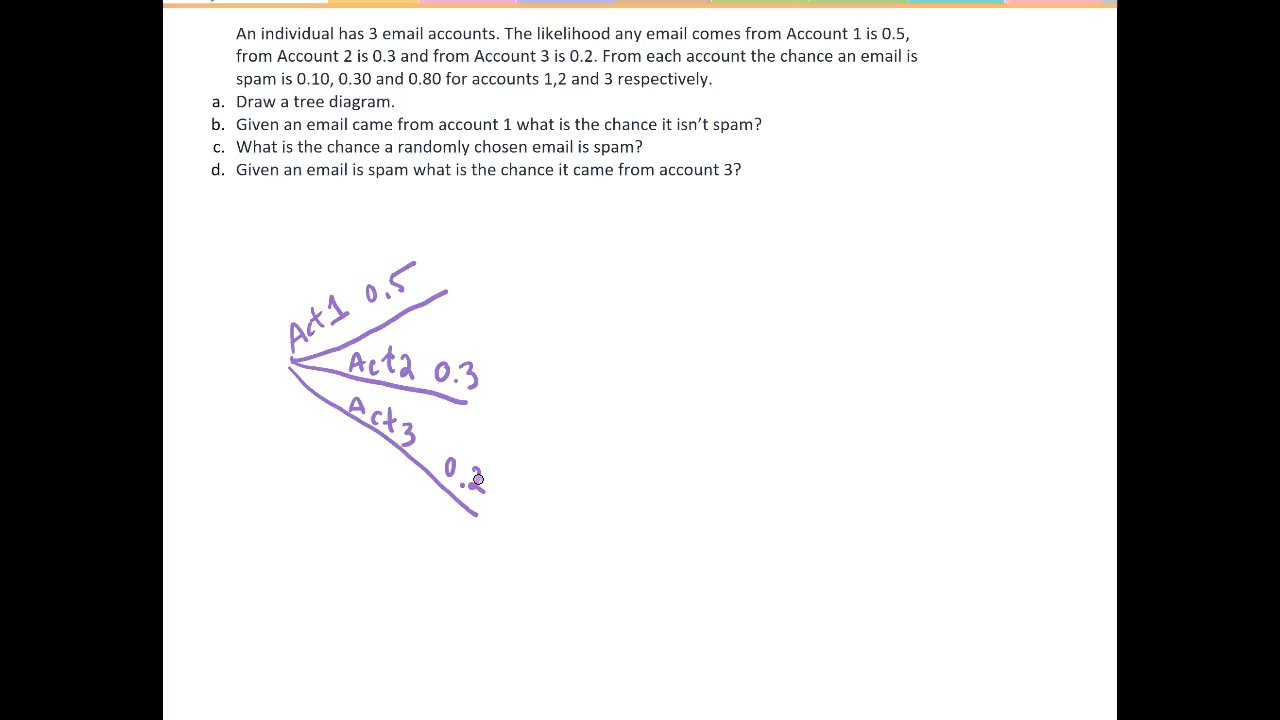 An individual has 3 email accounts. The likelihood any email comes from Account 1 is 0.5,
from Account 2 is 0.3 and from Account 3 is 0.2. From each account the chance an email is
spam is 0.10, 0.30 and 0.80 for accounts 1,2 and 3 respectively.
a. Draw a tree diagram.
b. Given an email came from account 1 what is the chance it isn’t spam?
c. What is the chance a randomly chosen email is spam?
d. Given an email is spam what is the chance it came from account 3?
Act1 0.5
Act2 0.3
Act3 0.2